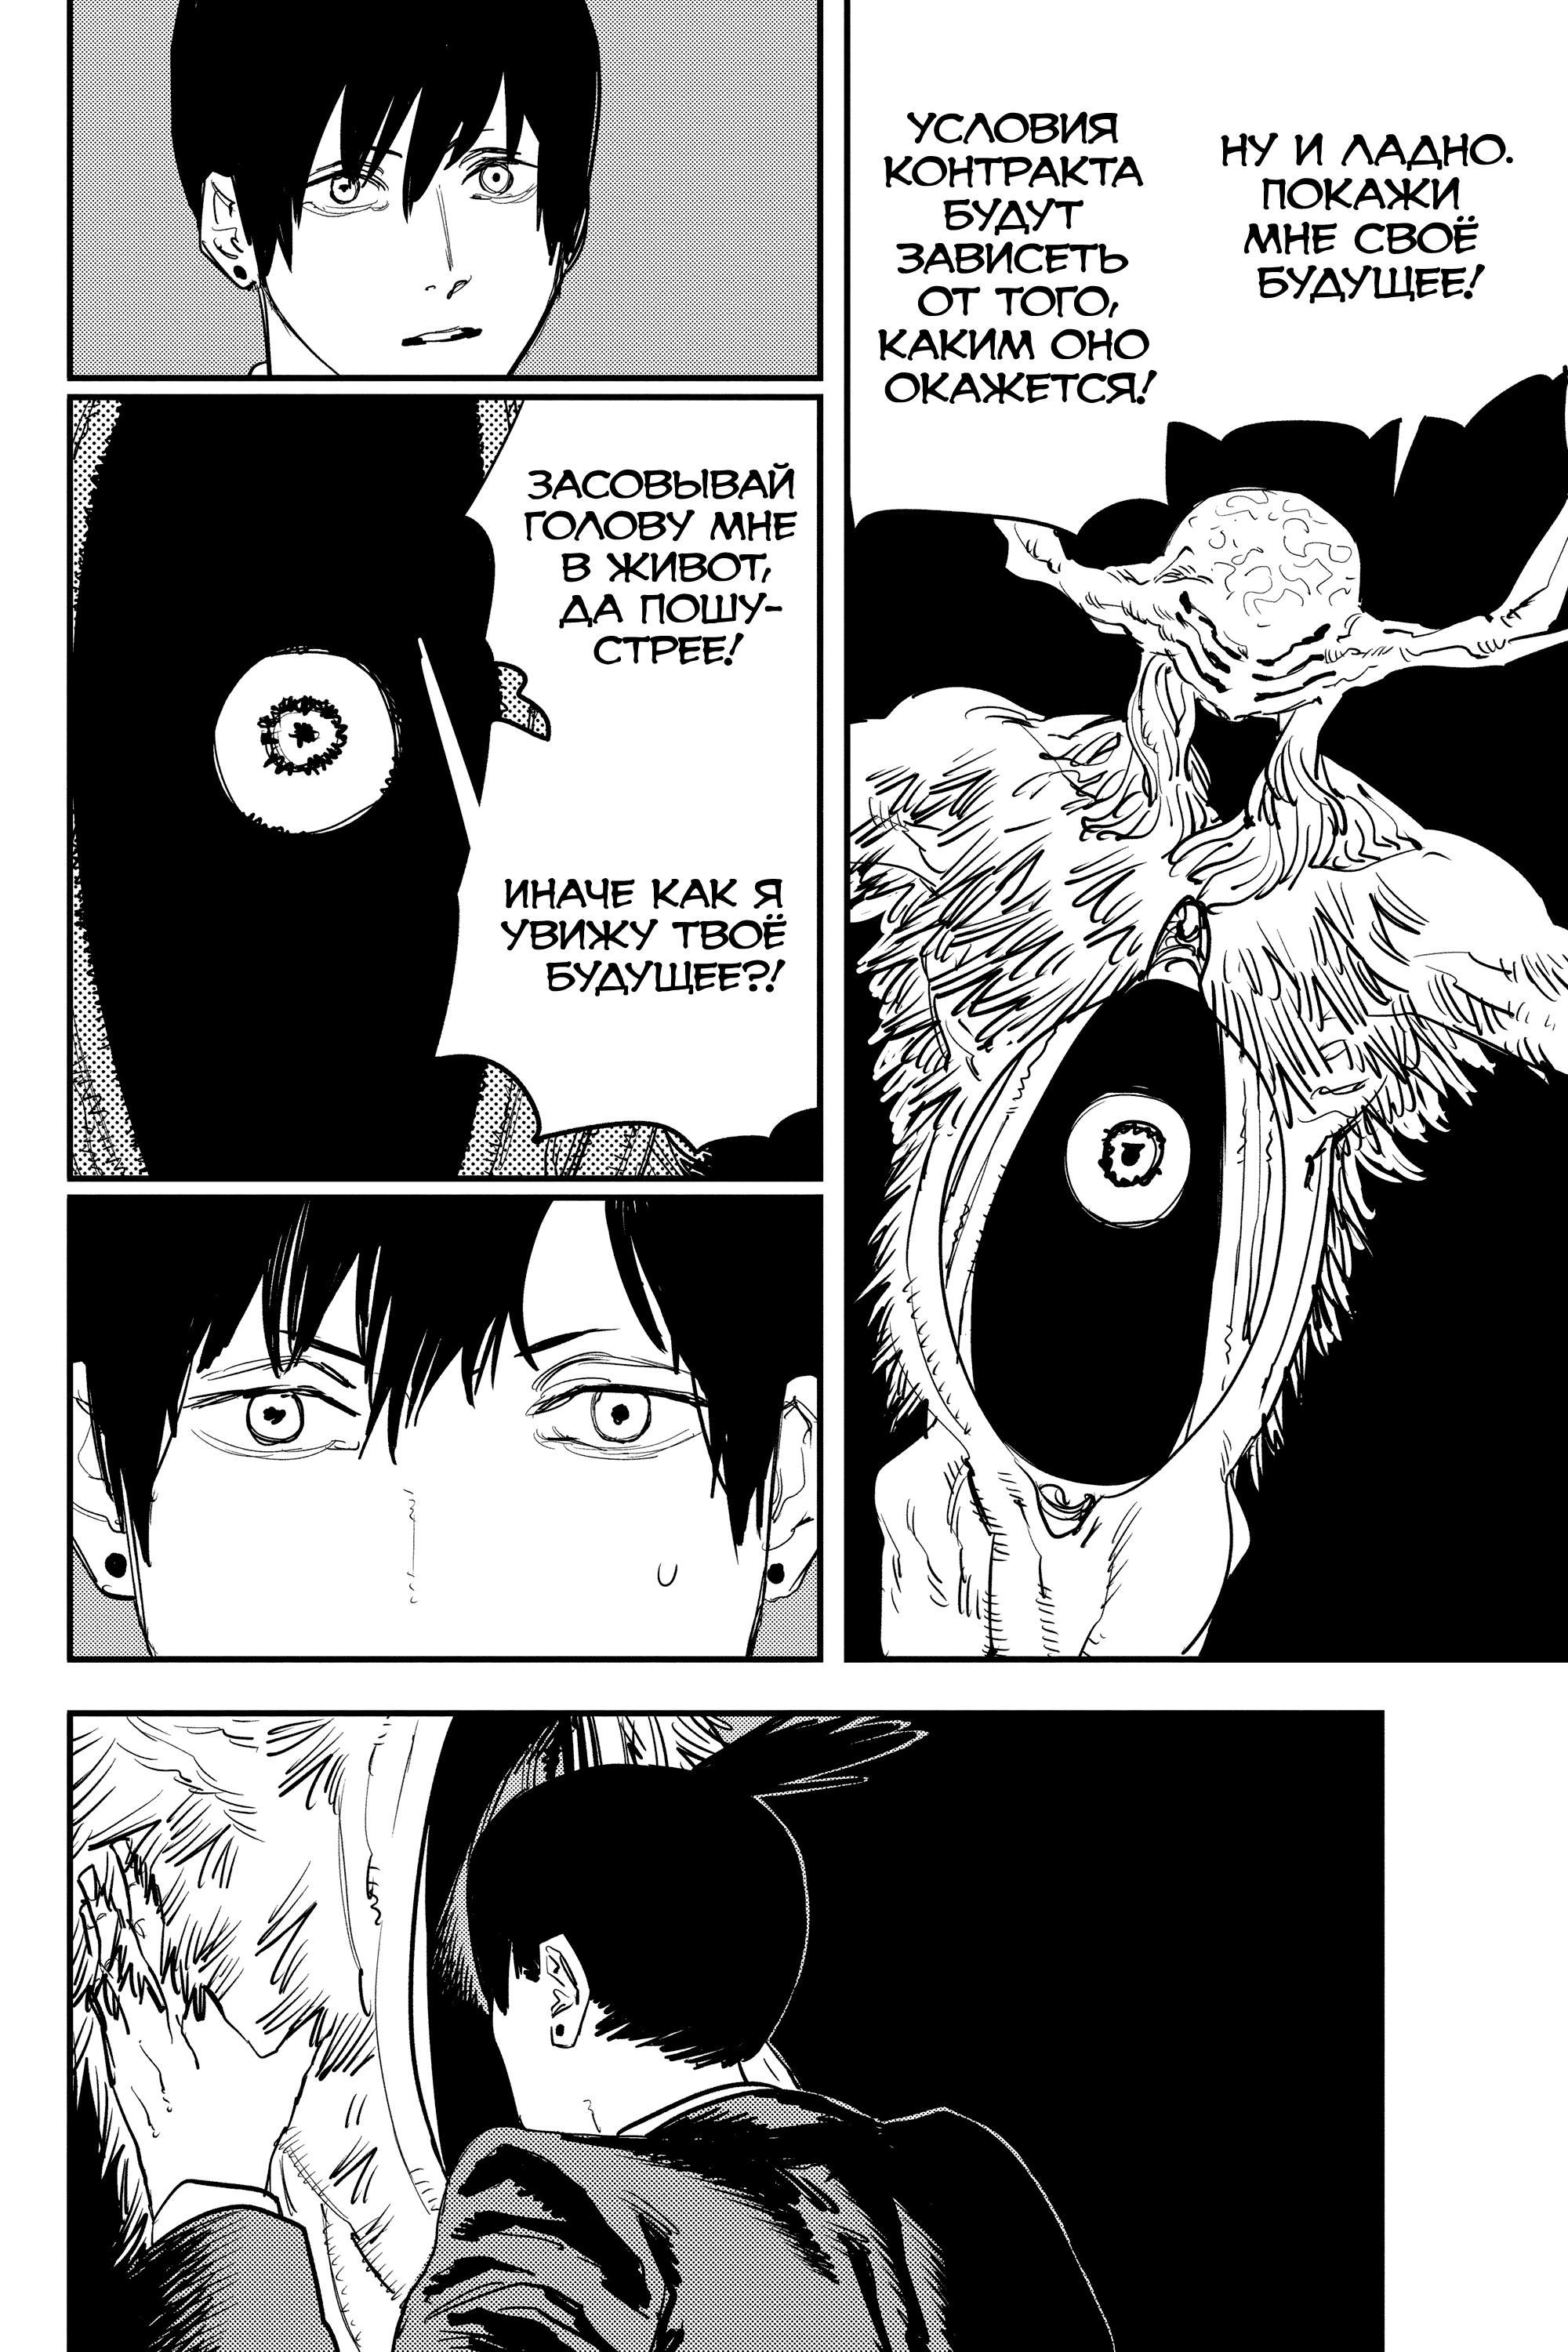 НУ И ЛАДНО.
ПОКАЖИ
МНЕ СВОЁ
БУДУЩЕЕ!
УСЛОВИЯ
КОНТРАКТА
БУДУТ
ЗАВИСЕТЬ
ОТ ТОГО,
КАКИМ ОНО
ОКАЖЕТСЯ!
ЗАСОВЫВАЙ
ГОЛОВУ МНЕ
В ЖИВОТ,
ДА ПОШУ-
СТРЕЕ!
ИНАЧЕ КАК Я
УВИЖУ ТВОЁ
БУДУЩЕЕ?!